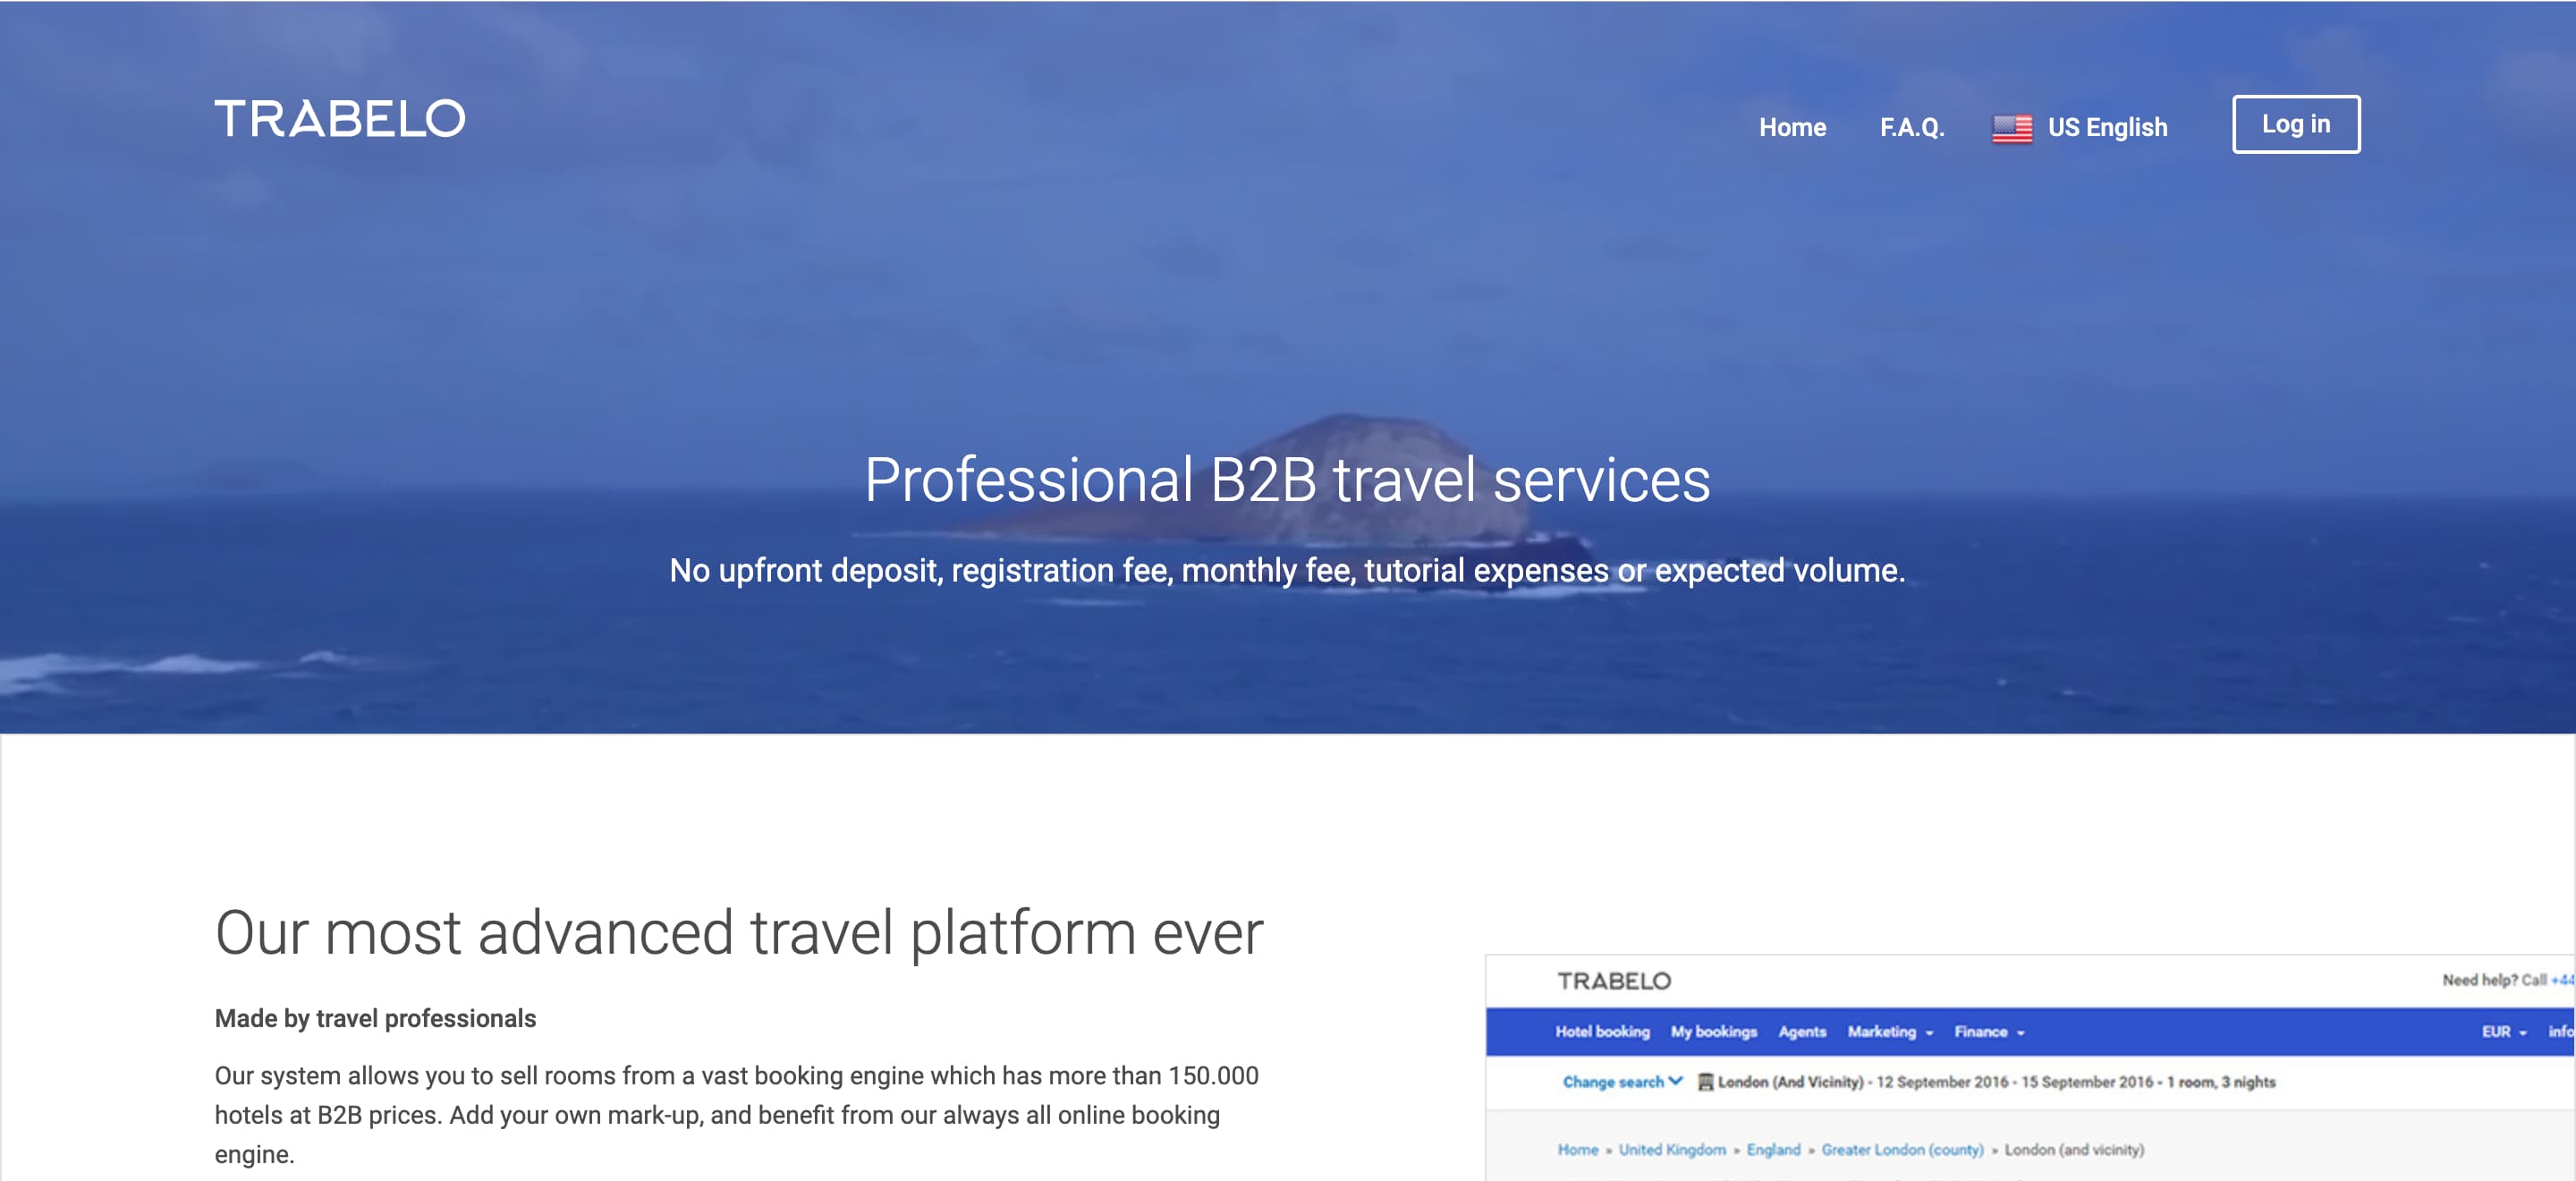 TRABELO
Home F.A.Q. US English Log in
Professional B2B travel services
No upfront deposit, registration fee, monthly fee, tutorial expenses or expected volume.
Our most advanced travel platform ever
Made by travel professionals
Our system allows you to sell rooms from a vast booking engine which has more than 150.000
hotels at B2B prices. Add your own mark-up, and benefit from our always all online booking
engine.
TRABELO
Need help? Call +44
Hotel booking My bookings Agents Marketing Finance EUR info
Change search London (And Vicinity) - 12 September 2016 - 15 September 2016 - 1 room, 3 nights
Home » United Kingdom » England » Greater London (county) » London (and vicinity)